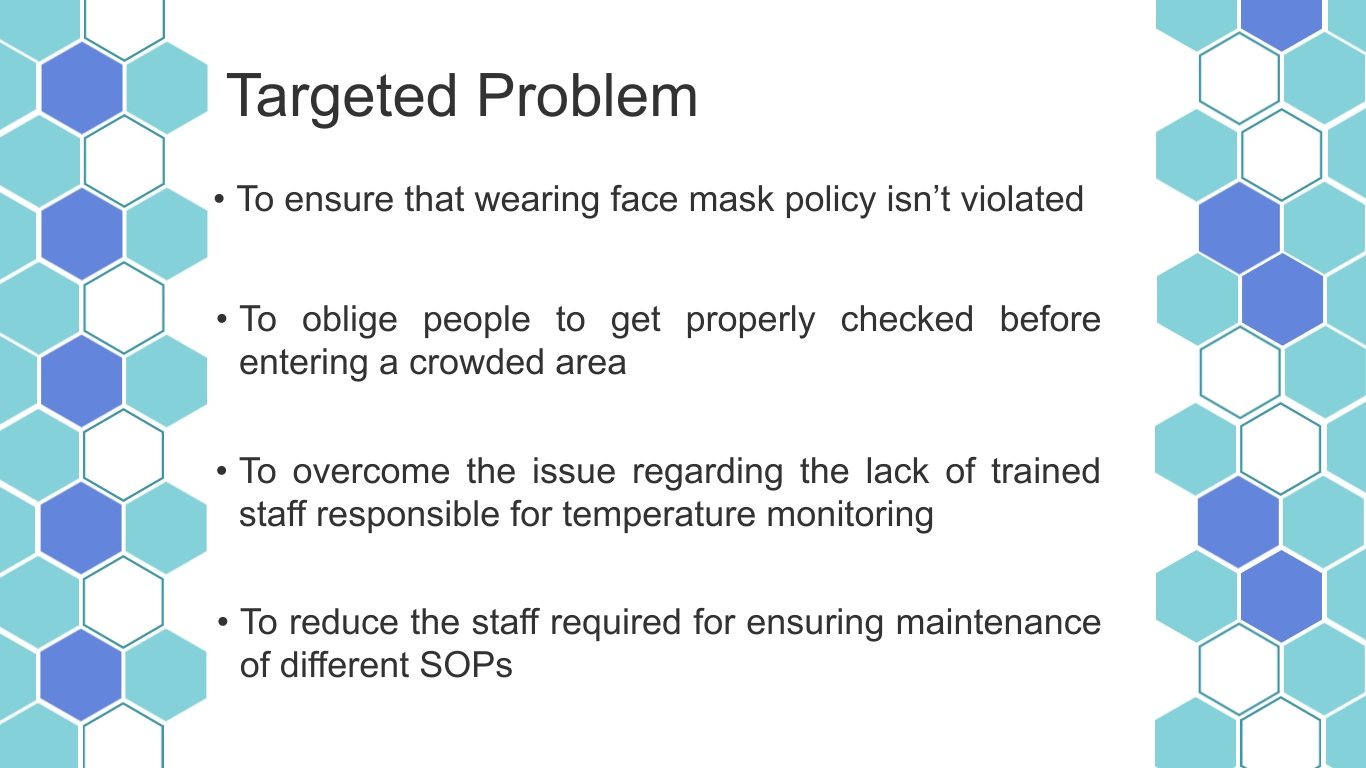 Targeted Problem
• To ensure that wearing face mask policy isn’t violated
• To oblige people to get properly checked before
entering a crowded area
• To overcome the issue regarding the lack of trained
staff responsible for temperature monitoring
• To reduce the staff required for ensuring maintenance
of different SOPs